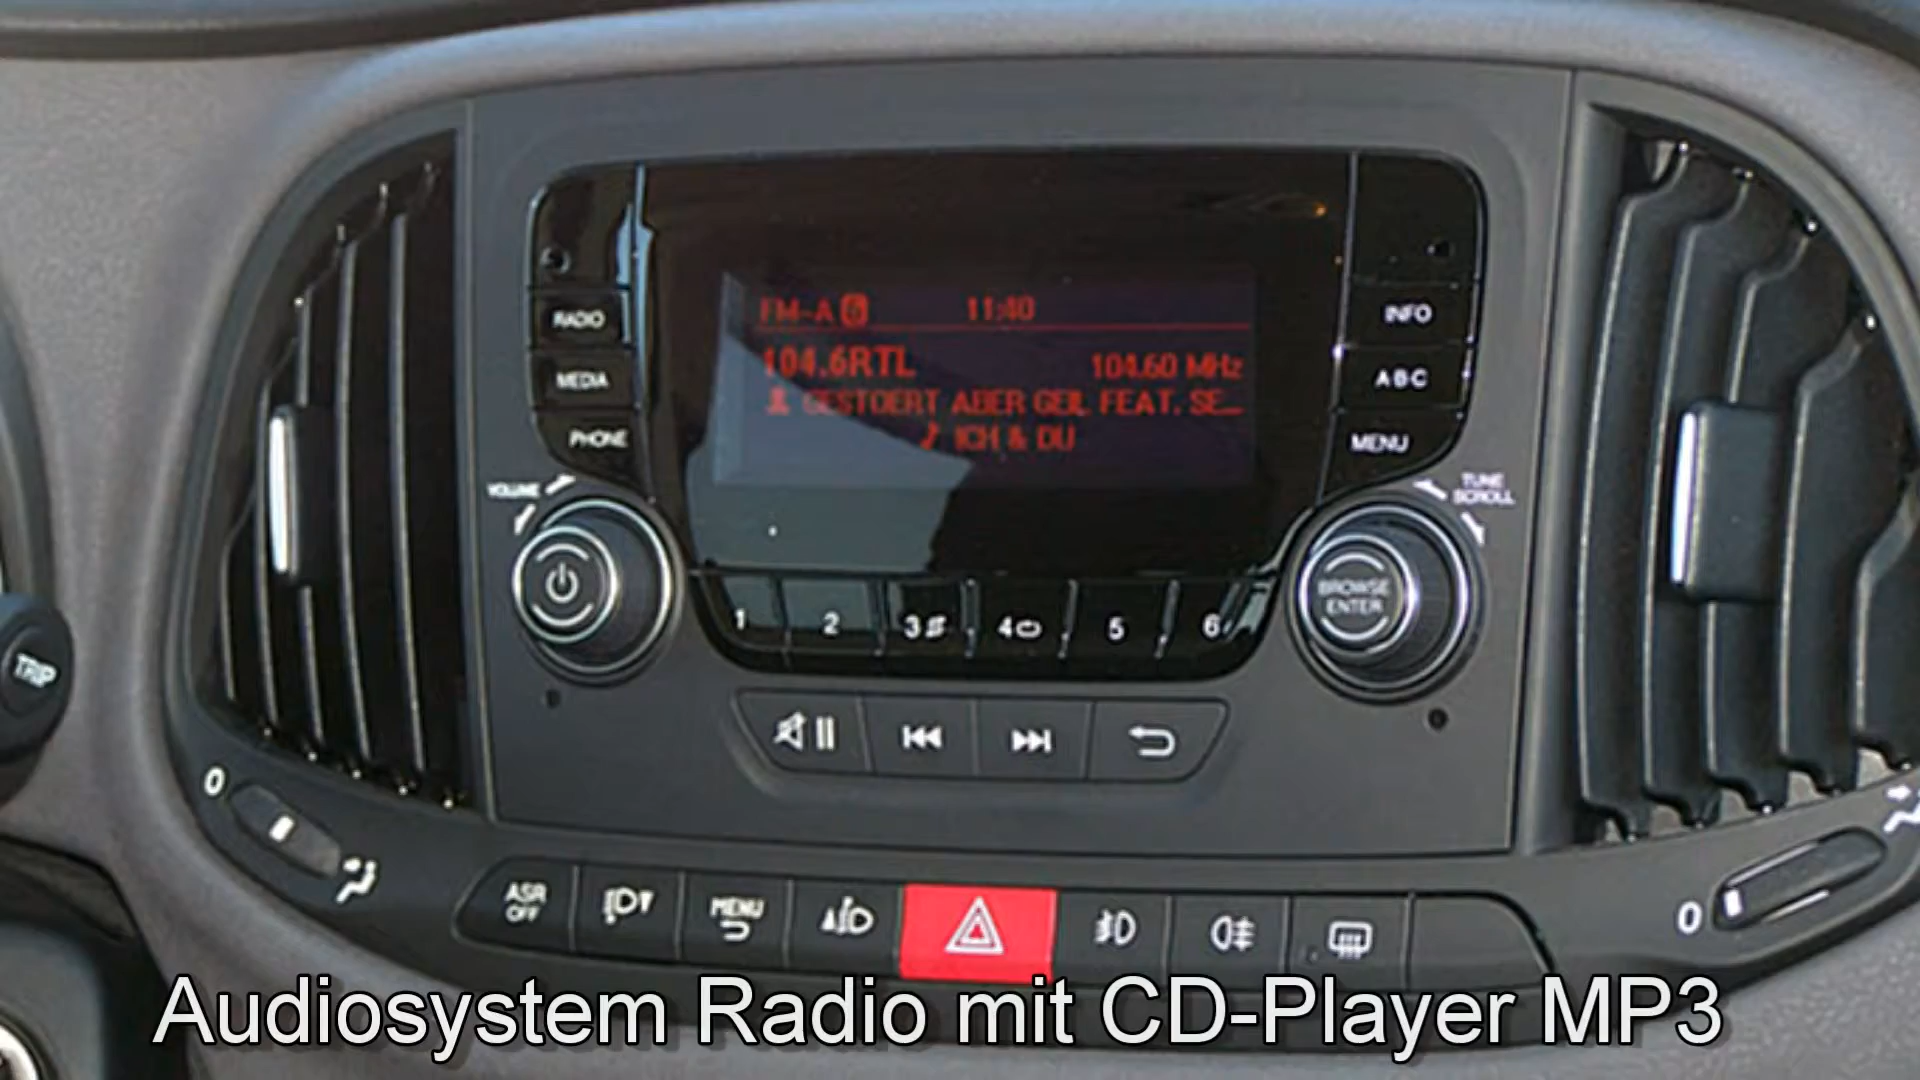 FM-A 6 11:40
104.6RTL 104.60 MHz
GESTOERT ABER GEIL FEAT. SE...
ICH & DU
RADIO
MEDIA
PHONE
INFO
ABC
MENU
VOLUME
TUNE
SCROLL
BROWSE
ENTER
1 2 3 4 5 6
TRIP
0
0
ASR
OFF
MENU
Audiosystem Radio mit CD-Player MP3